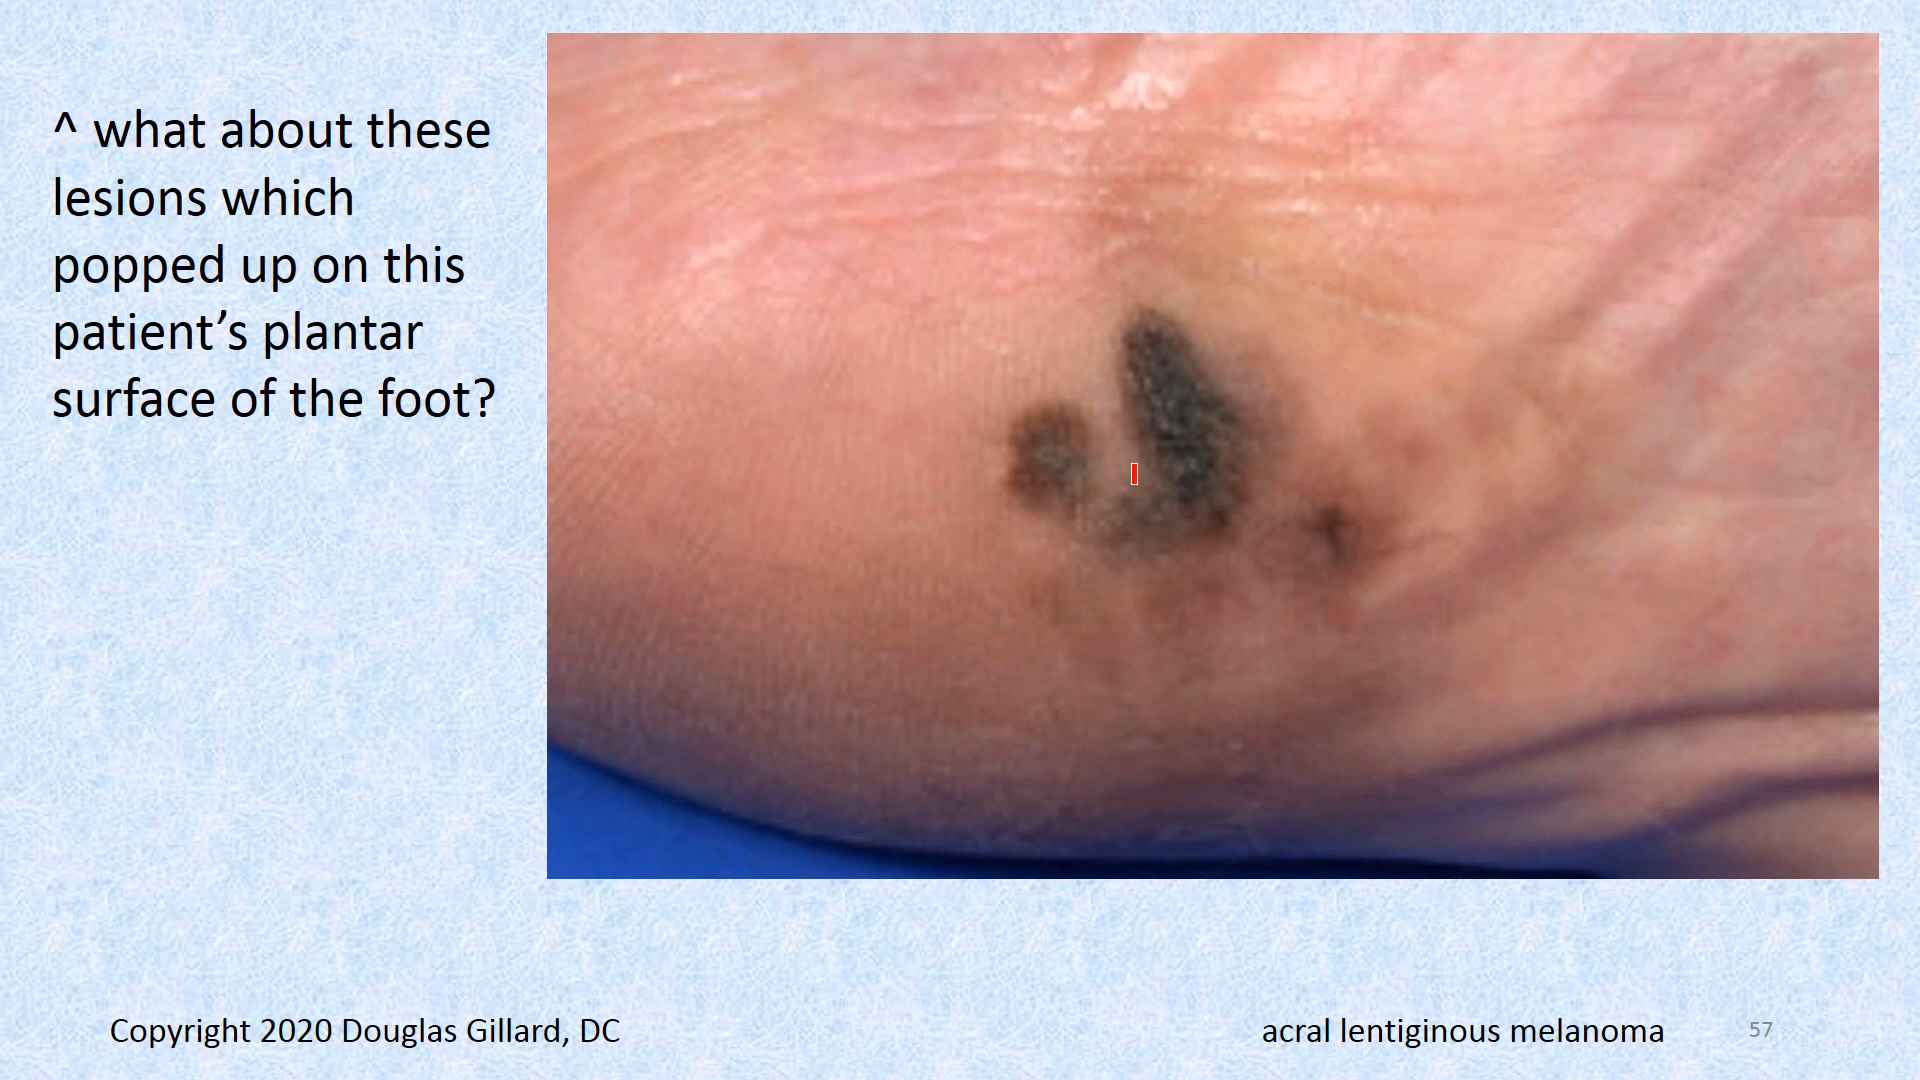 ^ what about these
lesions which
popped up on this
patient’s plantar
surface of the foot?
Copyright 2020 Douglas Gillard, DC
acral lentiginous melanoma
57